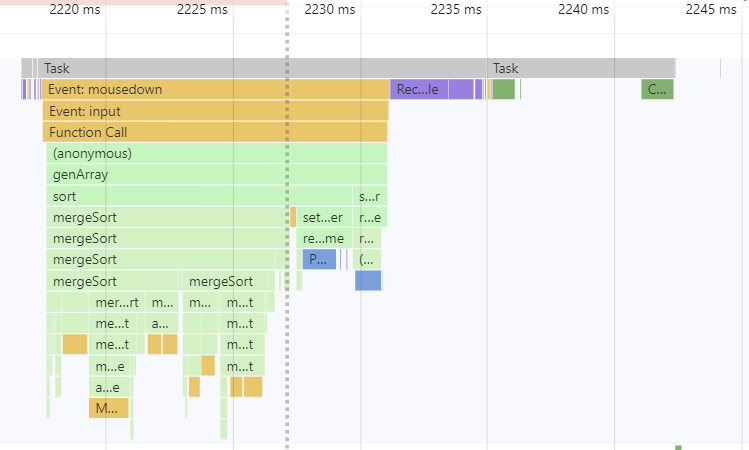 2220 ms 2225 ms 2230 ms 2235 ms 2240 ms 2245 ms
Task Task
Event: mousedown Rec...le C...
Event: input
Function Call
(anonymous)
genArray
sort s...r
mergeSort set...er r...e
mergeSort re...me r...
mergeSort P... (...
mergeSort mergeSort
mer...rt m... m... m...t
me...t a... m...t
me...t m...t
m...e m...t
a...e
M...